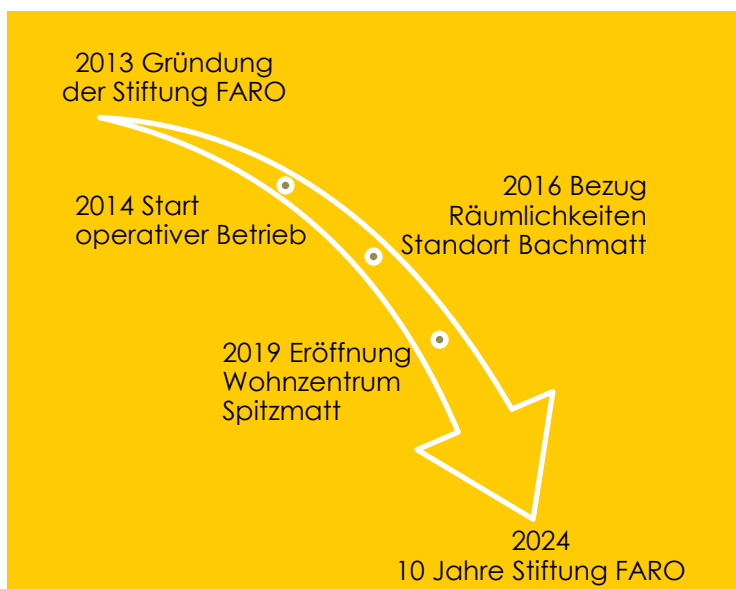 2013 Gründung
der Stiftung FARO
2014 Start
operativer Betrieb
2016 Bezug
Räumlichkeiten
Standort Bachmatt
2019 Eröffnung
Wohnzentrum
Spitzmatt
2024
10 Jahre Stiftung FARO